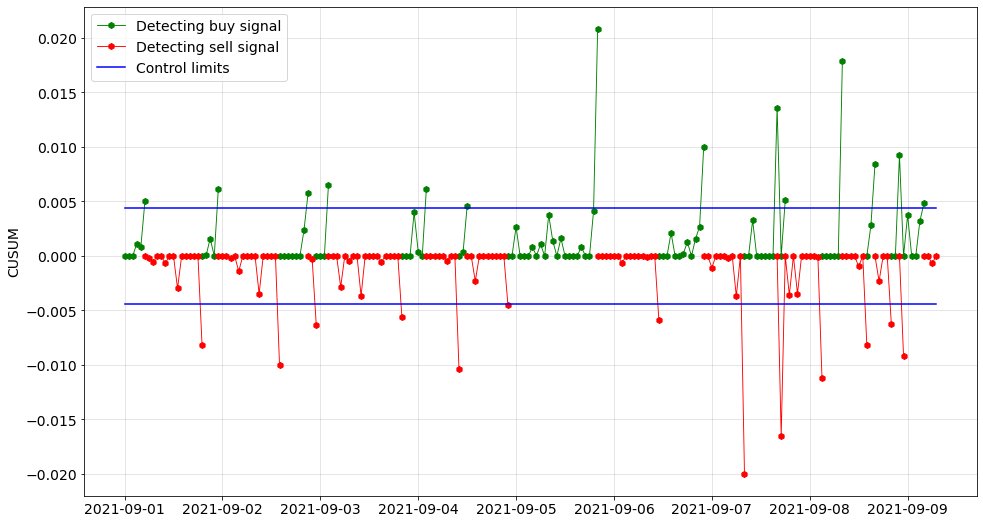 Detecting buy signal
Detecting sell signal
Control limits
CUSUM
0.020
0.015
0.010
0.005
0.000
−0.005
−0.010
−0.015
−0.020
2021-09-01 2021-09-02 2021-09-03 2021-09-04 2021-09-05 2021-09-06 2021-09-07 2021-09-08 2021-09-09